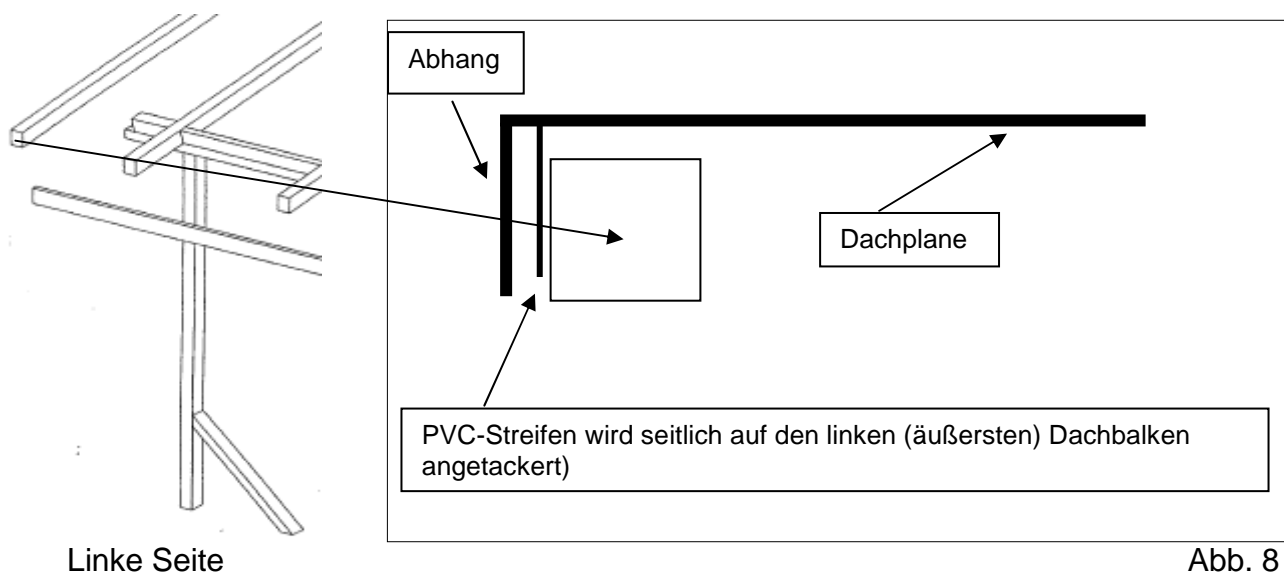 Abhang
Dachplane
PVC-Streifen wird seitlich auf den linken (äußersten) Dachbalken
angetackert)
Linke Seite
Abb. 8